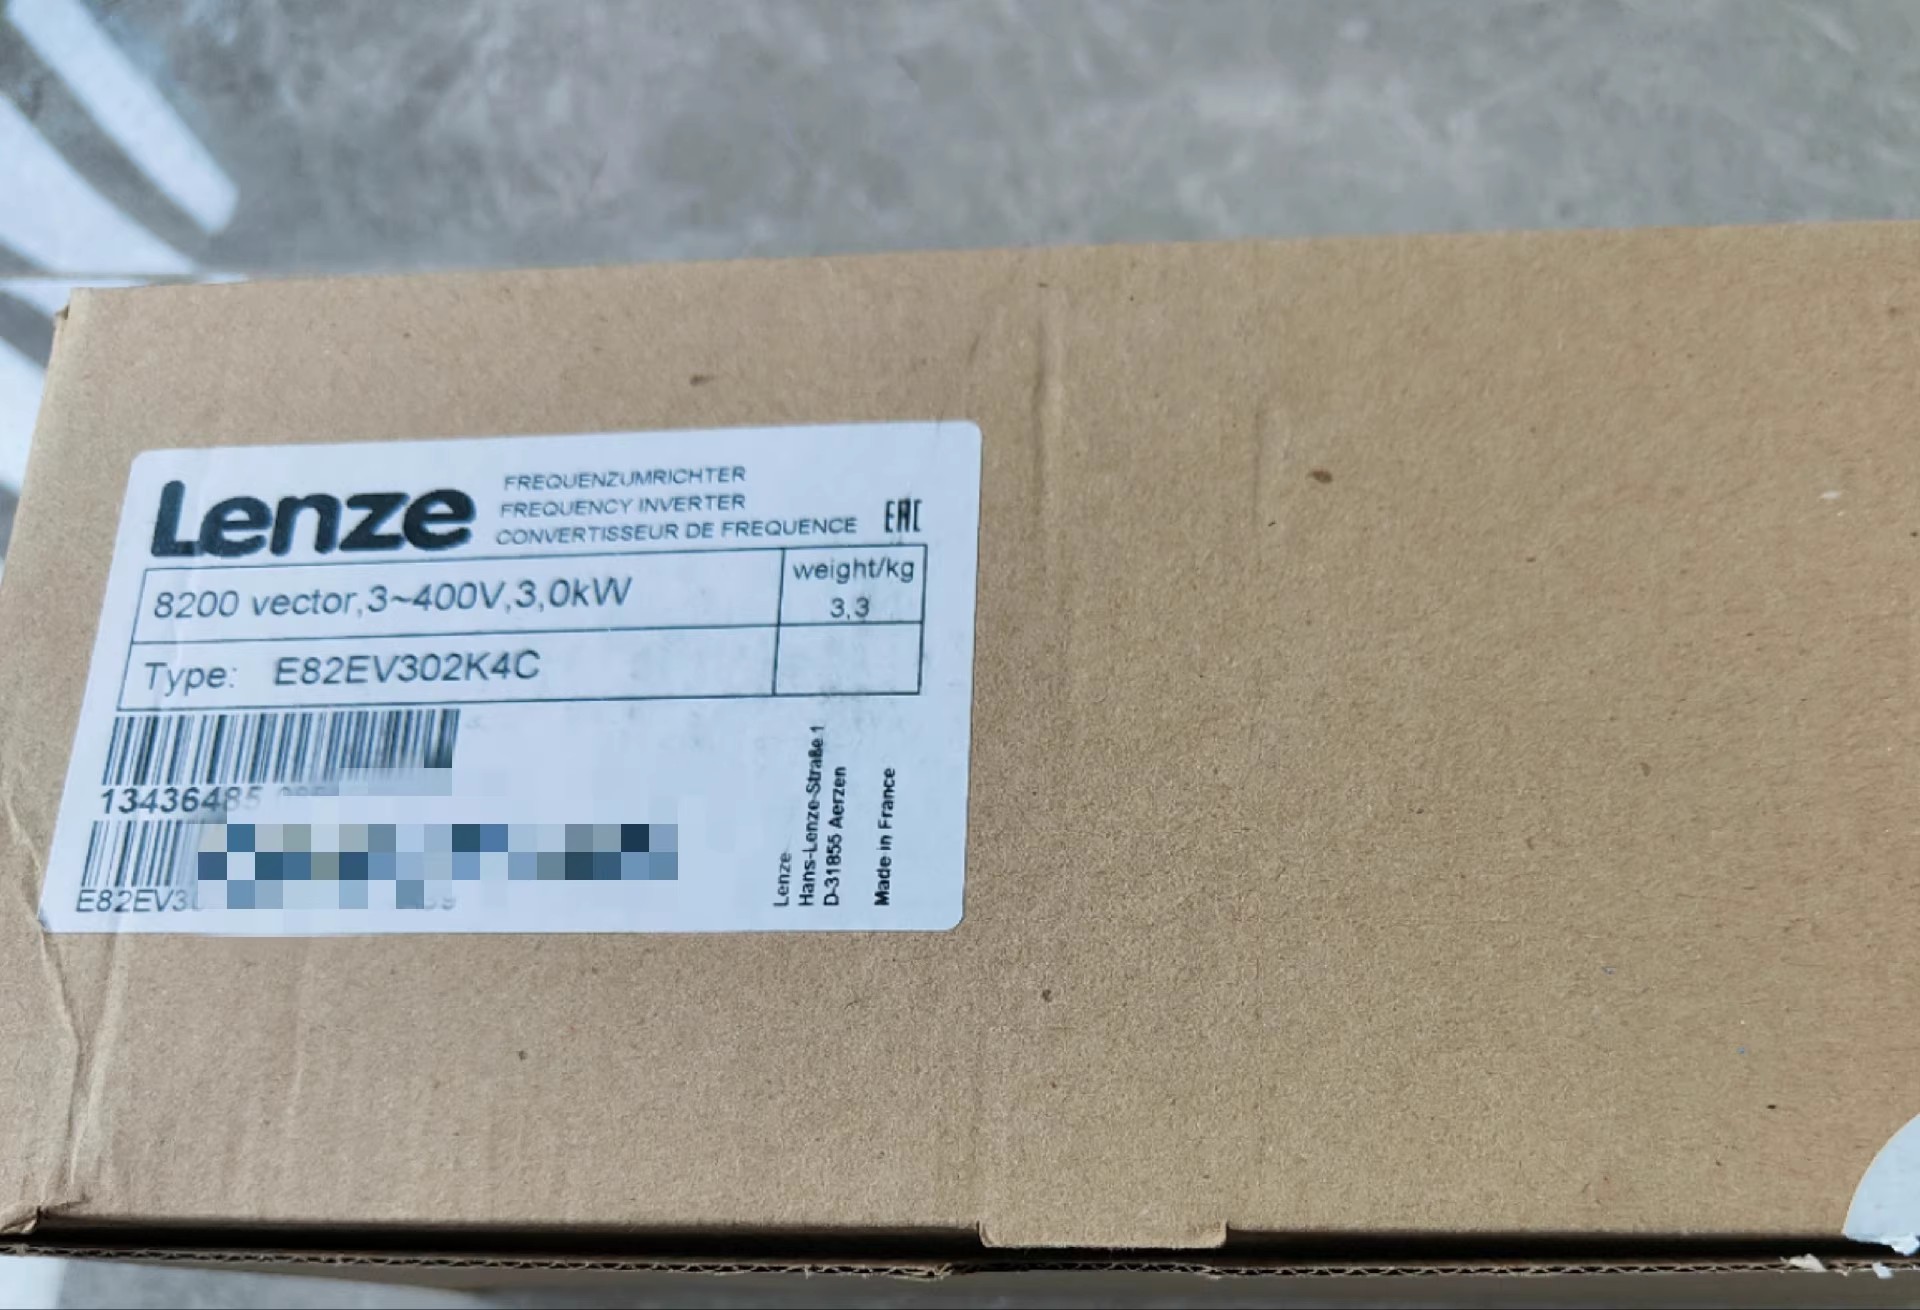 Lenze
FREQUENZUMRICHTER
FREQUENCY INVERTER
CONVERTISSEUR DE FREQUENCE
EAC
8200 vector,3~400V,3,0kW
weight/kg
3,3
Type: E82EV302K4C
13436485
Lenze
Hans-Lenze-Straße 1
D-31855 Aerzen
Made in France